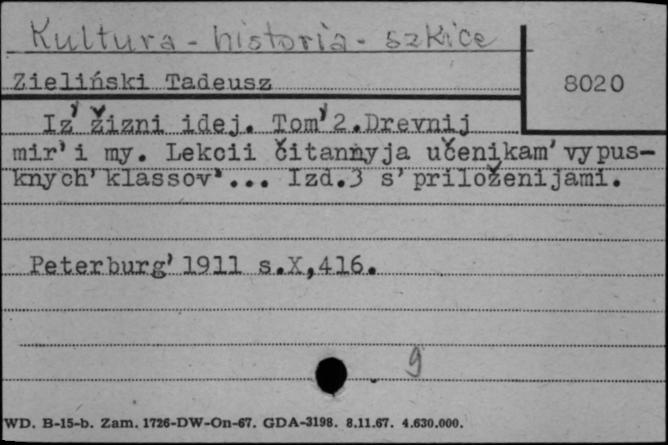 Kultura - historia - szkice
Zieliński Tadeusz
8020
Iz' žizni idej. Tom' 2. Drevnij
mir' i my. Lekcii čitannyja učenikam' vypus-
knych' klassov' ... Izd.3 s' priloženijami.
Peterburg' 1911 s.X,416.
9
WD. B-15-b. Zam. 1726-DW-On-67. GDA-3198. 8.11.67. 4.630.000.